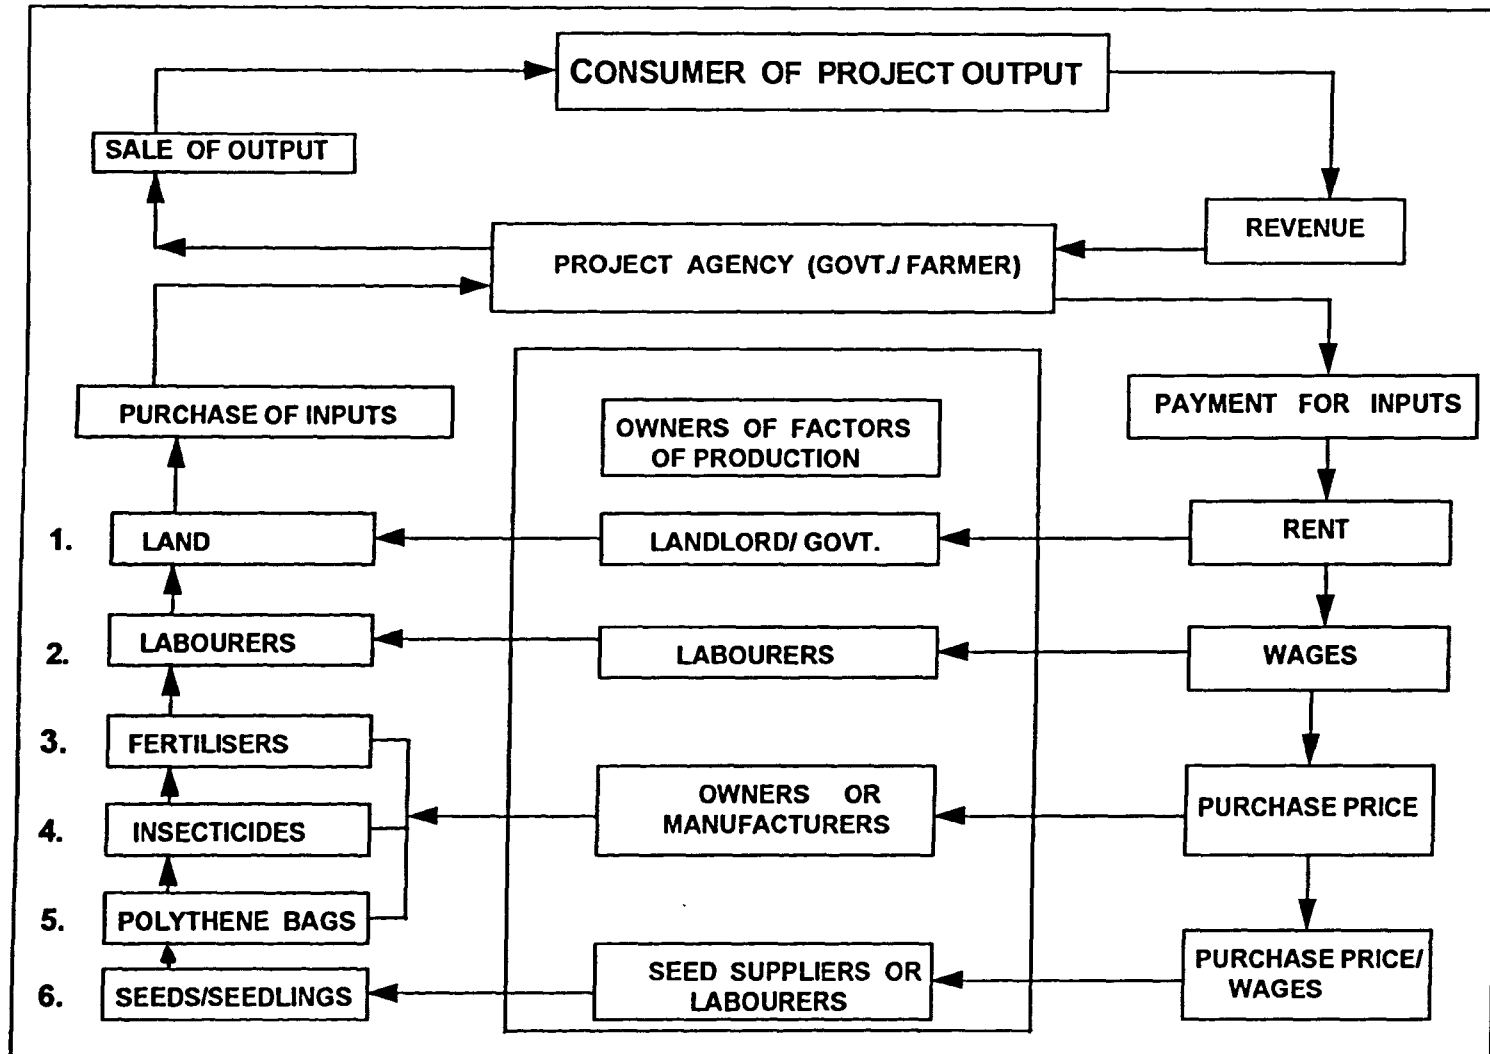 CONSUMER OF PROJECT OUTPUT
SALE OF OUTPUT
REVENUE
PROJECT AGENCY (GOVT./ FARMER)
PURCHASE OF INPUTS
PAYMENT FOR INPUTS
OWNERS OF FACTORS
OF PRODUCTION
1. LAND
LANDLORD/ GOVT.
RENT
2. LABOURERS
LABOURERS
WAGES
3. FERTILISERS
4. INSECTICIDES
OWNERS OR
MANUFACTURERS
PURCHASE PRICE
5. POLYTHENE BAGS
6. SEEDS/SEEDLINGS
SEED SUPPLIERS OR
LABOURERS
PURCHASE PRICE/
WAGES